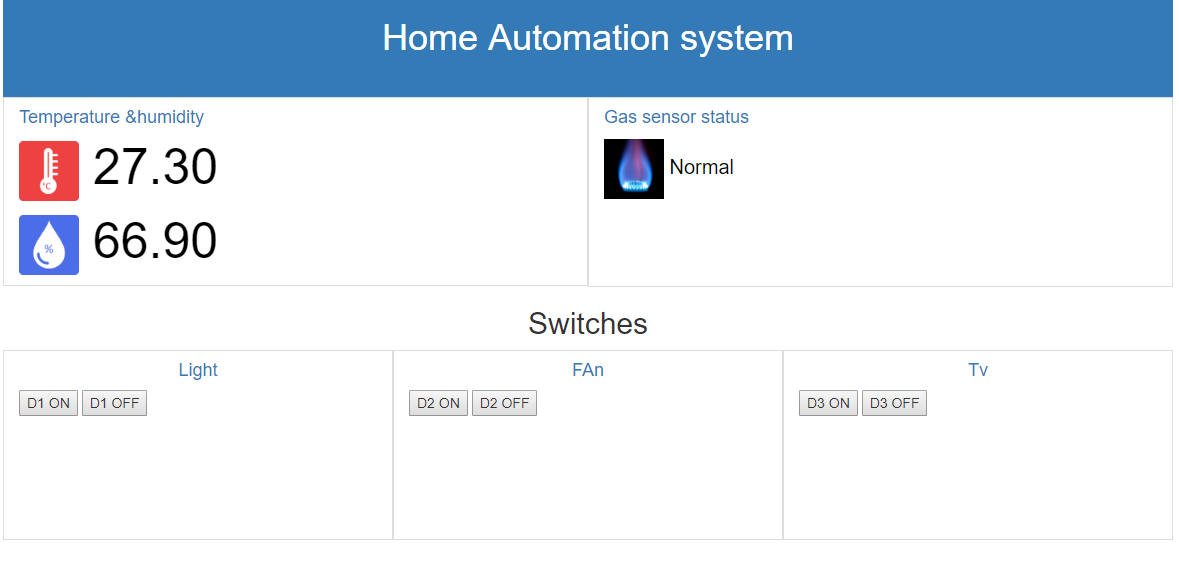 Home Automation system
Temperature &humidity
°C 27.30
% 66.90
Gas sensor status
Normal
Switches
Light
D1 ON D1 OFF
FAn
D2 ON D2 OFF
Tv
D3 ON D3 OFF